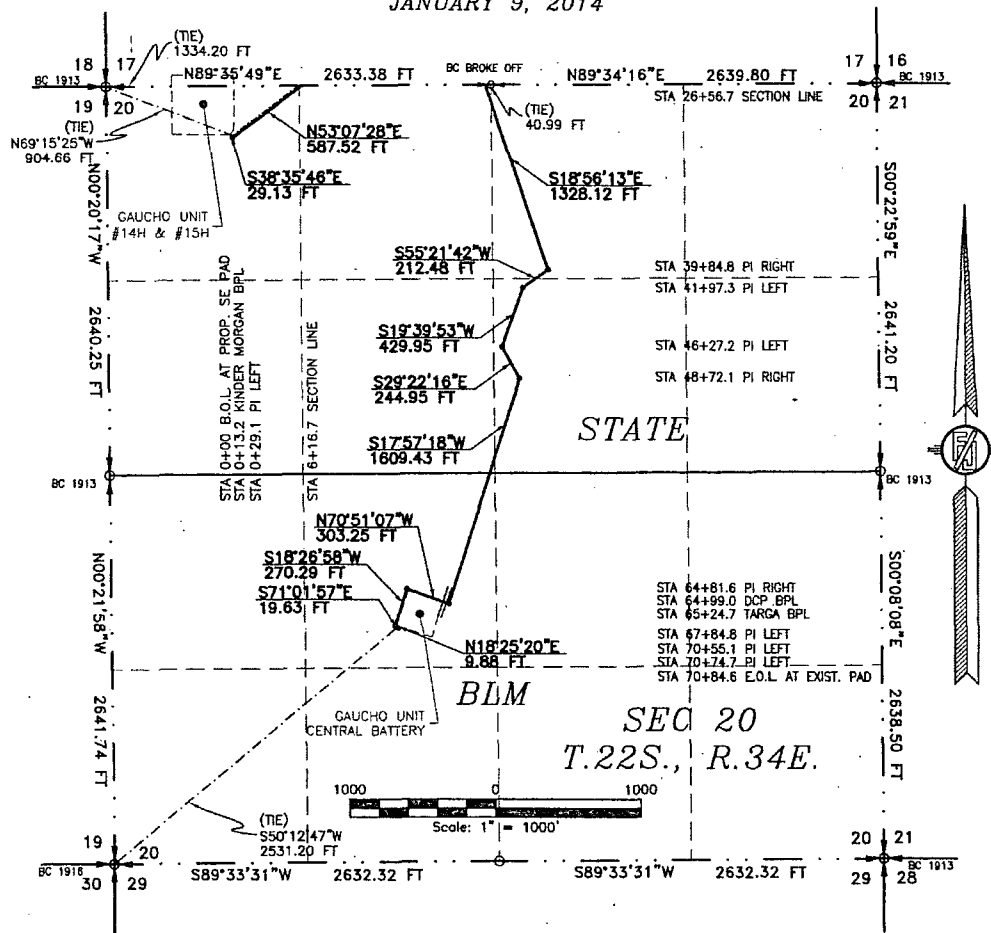 JANUARY 9, 2014
(TIE)
1334.20 FT
18 17
BC 1913
19 20
N89°35'49"E 2633.38 FT
BC BROKE OFF
N89°34'16"E 2639.80 FT
17 16
BC 1913
20 21
STA 26+56.7 SECTION LINE
(TIE)
40.99 FT
(TIE)
N69°15'25"W
904.66 FT
N53°07'28"E
587.52 FT
S38°35'46"E
29.13 FT
S18°56'13"E
1328.12 FT
GAUCHO UNIT
#14H & #15H
N00°20'17"W
2640.25 FT
S00°22'59"E
2641.20 FT
S55°21'42"W
212.48 FT
STA 39+84.8 PI RIGHT
STA 41+97.3 PI LEFT
STA 0+00 B.O.L. AT PROP. SE PAD
STA 0+13.2 KINDER MORGAN BPL
STA 0+29.1 PI LEFT
STA 6+16.7 SECTION LINE
S19°39'53"W
429.95 FT
STA 46+27.2 PI LEFT
S29°22'16"E
244.95 FT
STA 48+72.1 PI RIGHT
S17°57'18"W
1609.43 FT
STATE
BC 1913
BC 1913
N70°51'07"W
303.25 FT
S18°26'58"W
270.29 FT
S71°01'57"E
19.63 FT
N18°25'20"E
9.88 FT
STA 64+81.6 PI RIGHT
STA 64+99.0 DCP BPL
STA 65+24.7 TARGA BPL
STA 67+84.8 PI LEFT
STA 70+55.1 PI LEFT
STA 70+74.7 PI LEFT
STA 70+84.6 E.O.L. AT EXIST. PAD
N00°21'58"W
2641.74 FT
S00°08'08"E
2638.50 FT
BLM
GAUCHO UNIT
CENTRAL BATTERY
SEC 20
T.22S., R.34E.
1000 0 1000
Scale: 1" = 1000'
(TIE)
S50°12'47"W
2531.20 FT
19 20
BC 1916
30 29
S89°33'31"W 2632.32 FT
S89°33'31"W 2632.32 FT
20 21
BC 1913
29 28